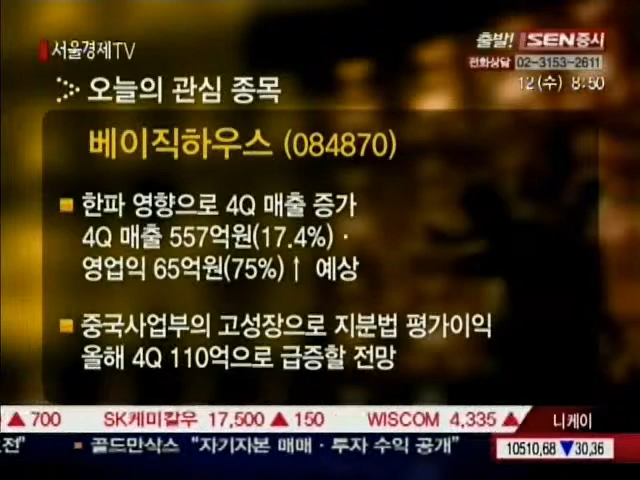 서울경제TV
출발! SEN증시
전화상담 02-3153-2611
12(수) 8:50
오늘의 관심 종목
베이직하우스 (084870)
한파 영향으로 4Q 매출 증가
4Q 매출 557억원(17.4%)·
영업익 65억원(75%)↑ 예상
중국사업부의 고성장으로 지분법 평가이익
올해 4Q 110억으로 급증할 전망
▲700 SK케미칼우 17,500 ▲150 WISCOM 4,335 ▲
니케이
전" ▪ 골드만삭스 "자기자본 매매·투자 수익 공개"
10510,68 ▼30,36